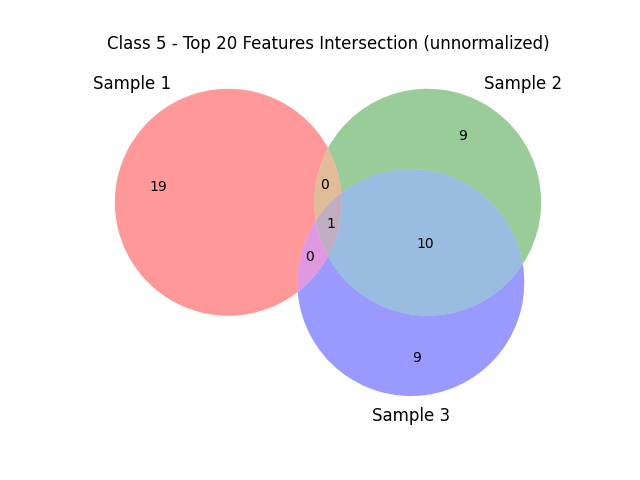 Class 5 - Top 20 Features Intersection (unnormalized)
Sample 1
Sample 2
9
19
0
1
10
0
9
Sample 3